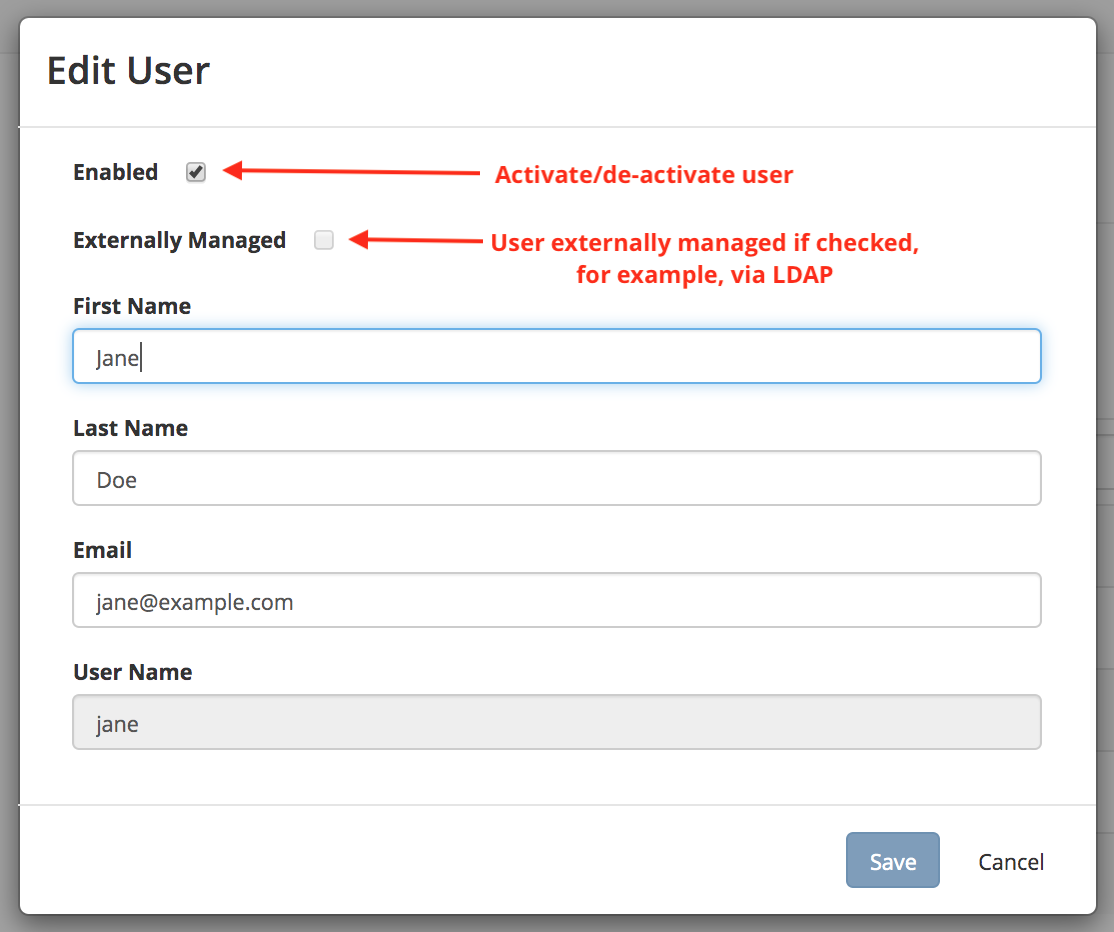 Edit User
Enabled
Activate/de-activate user
Externally Managed
User externally managed if checked,
for example, via LDAP
First Name
Jane
Last Name
Doe
Email
jane@example.com
User Name
jane
Save
Cancel